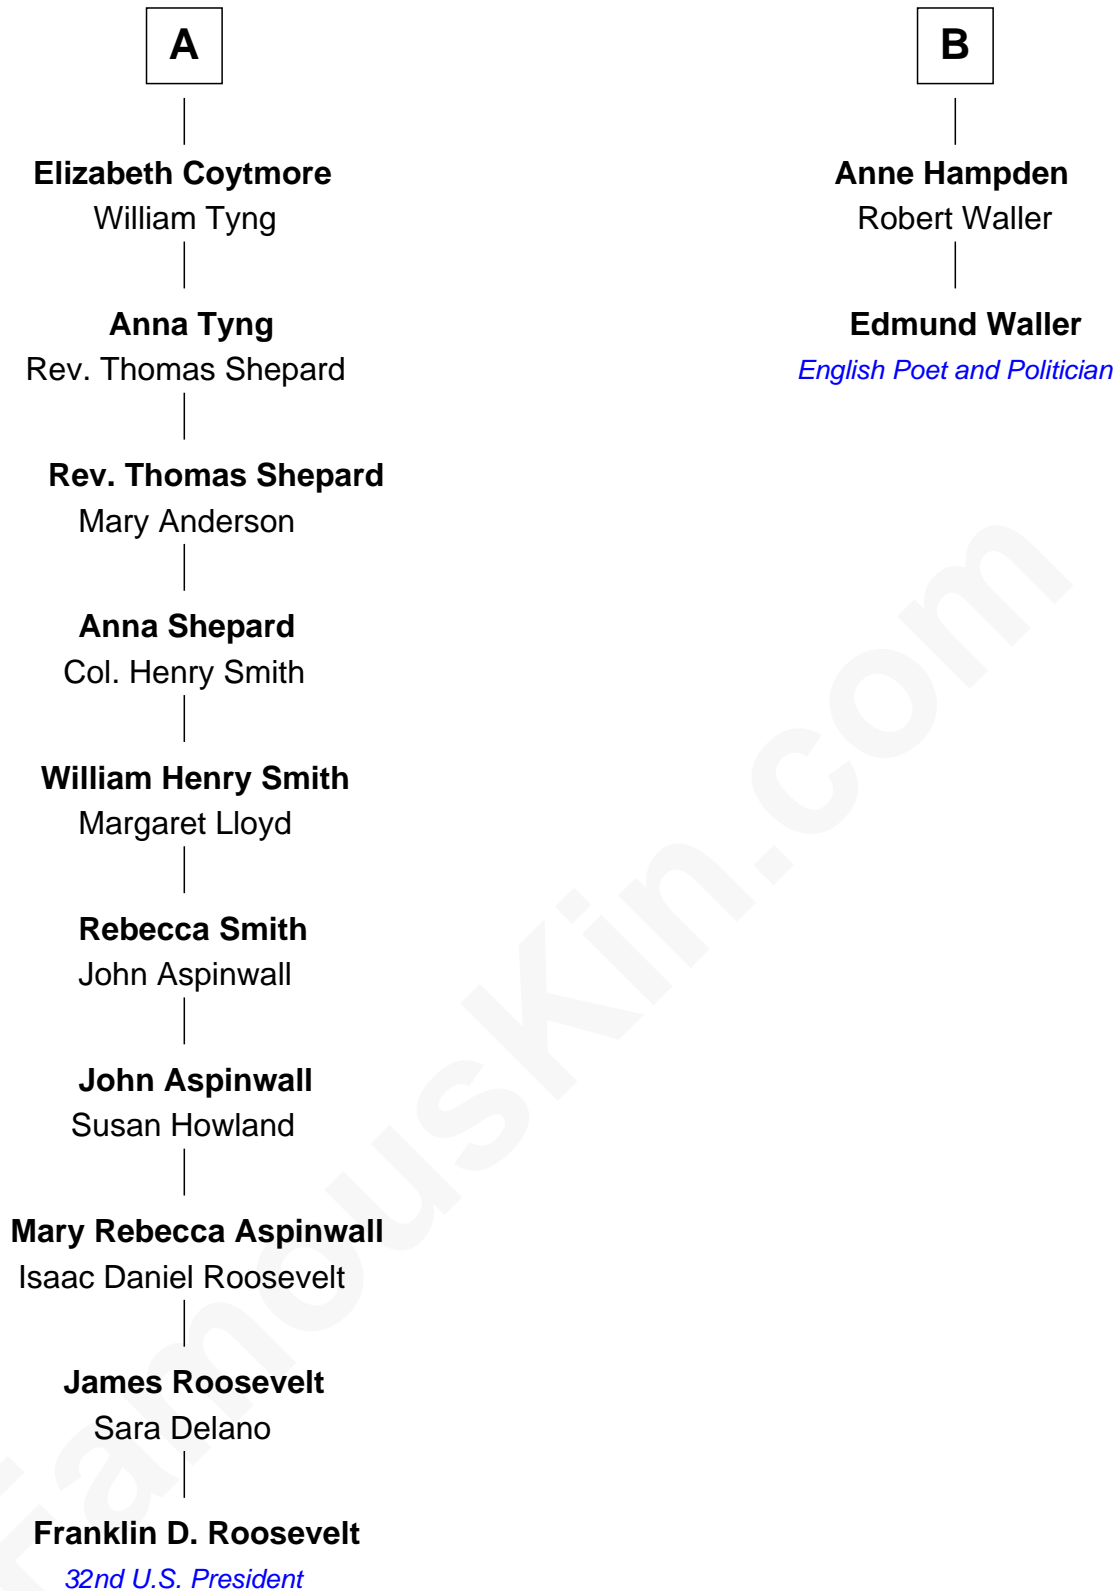 A
Elizabeth Coytmore
William Tyng
Anna Tyng
Rev. Thomas Shepard
Rev. Thomas Shepard
Mary Anderson
Anna Shepard
Col. Henry Smith
William Henry Smith
Margaret Lloyd
Rebecca Smith
John Aspinwall
John Aspinwall
Susan Howland
Mary Rebecca Aspinwall
Isaac Daniel Roosevelt
James Roosevelt
Sara Delano
Franklin D. Roosevelt
32nd U.S. President
B
Anne Hampden
Robert Waller
Edmund Waller
English Poet and Politician
FamousKin.com